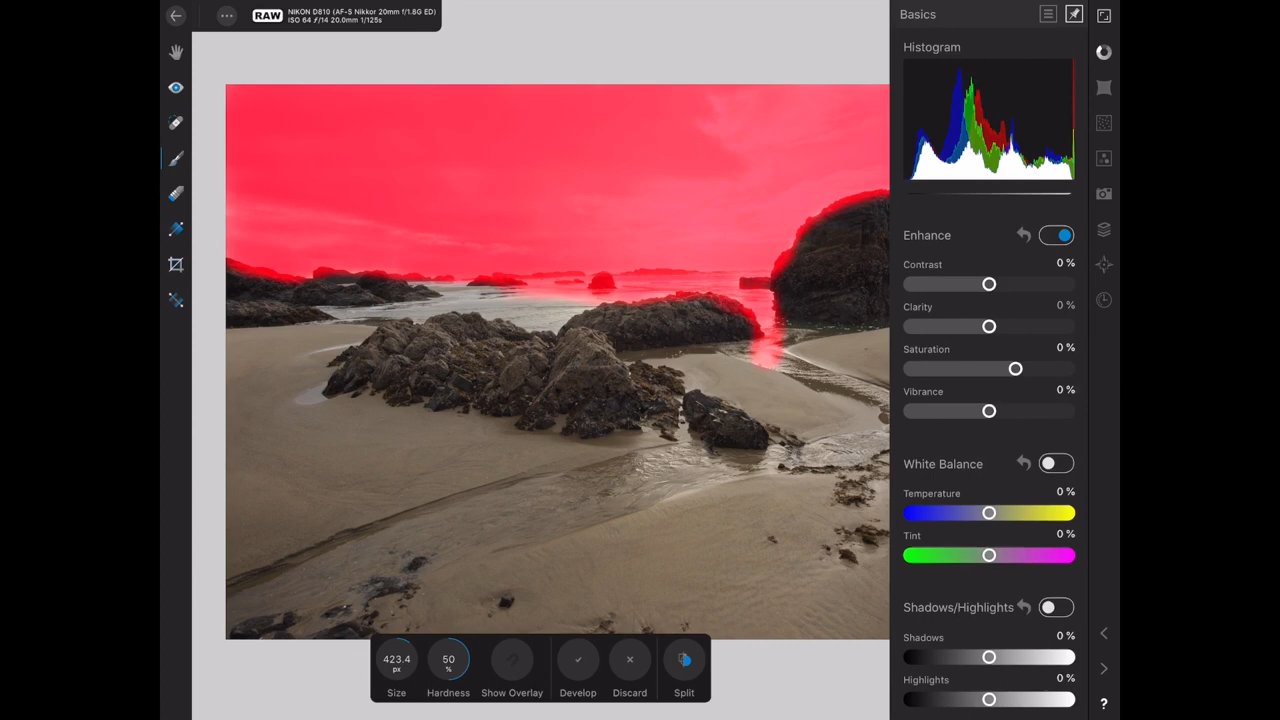 RAW
NIKON D810 (AF-S Nikkor 20mm f/1.8G ED)
ISO 64 ƒ/14 20.0mm 1/125s
Basics
Histogram
Enhance
Contrast 0 %
Clarity 0 %
Saturation 0 %
Vibrance 0 %
White Balance
Temperature 0 %
Tint 0 %
Shadows/Highlights
Shadows 0 %
Highlights 0 %
?
423.4
px
50
%
Size Hardness Show Overlay Develop Discard Split